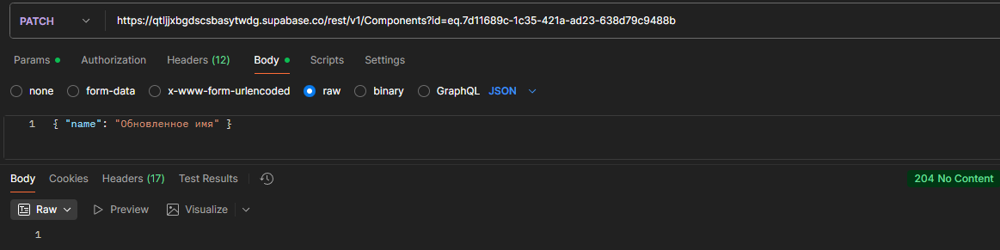 PATCH https://qtljjxbgdscsbasytwdg.supabase.co/rest/v1/Components?id=eq.7d11689c-1c35-421a-ad23-638d79c9488b
Params Authorization Headers (12) Body Scripts Settings
none form-data x-www-form-urlencoded raw binary GraphQL JSON
1 { "name": "Обновленное имя" }
Body Cookies Headers (17) Test Results 204 No Content
Raw Preview Visualize
1